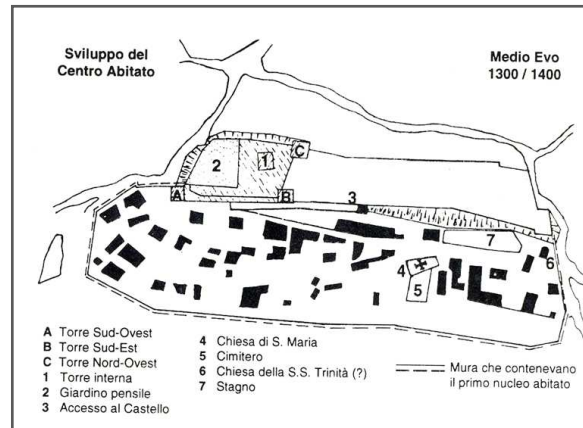 Sviluppo del
Centro Abitato
Medio Evo
1300 / 1400
C
1
2
A
B
3
7
4
6
5
A Torre Sud-Ovest
B Torre Sud-Est
C Torre Nord-Ovest
1 Torre interna
2 Giardino pensile
3 Accesso al Castello
4 Chiesa di S. Maria
5 Cimitero
6 Chiesa della S.S. Trinità (?)
7 Stagno
Mura che contenevano
il primo nucleo abitato